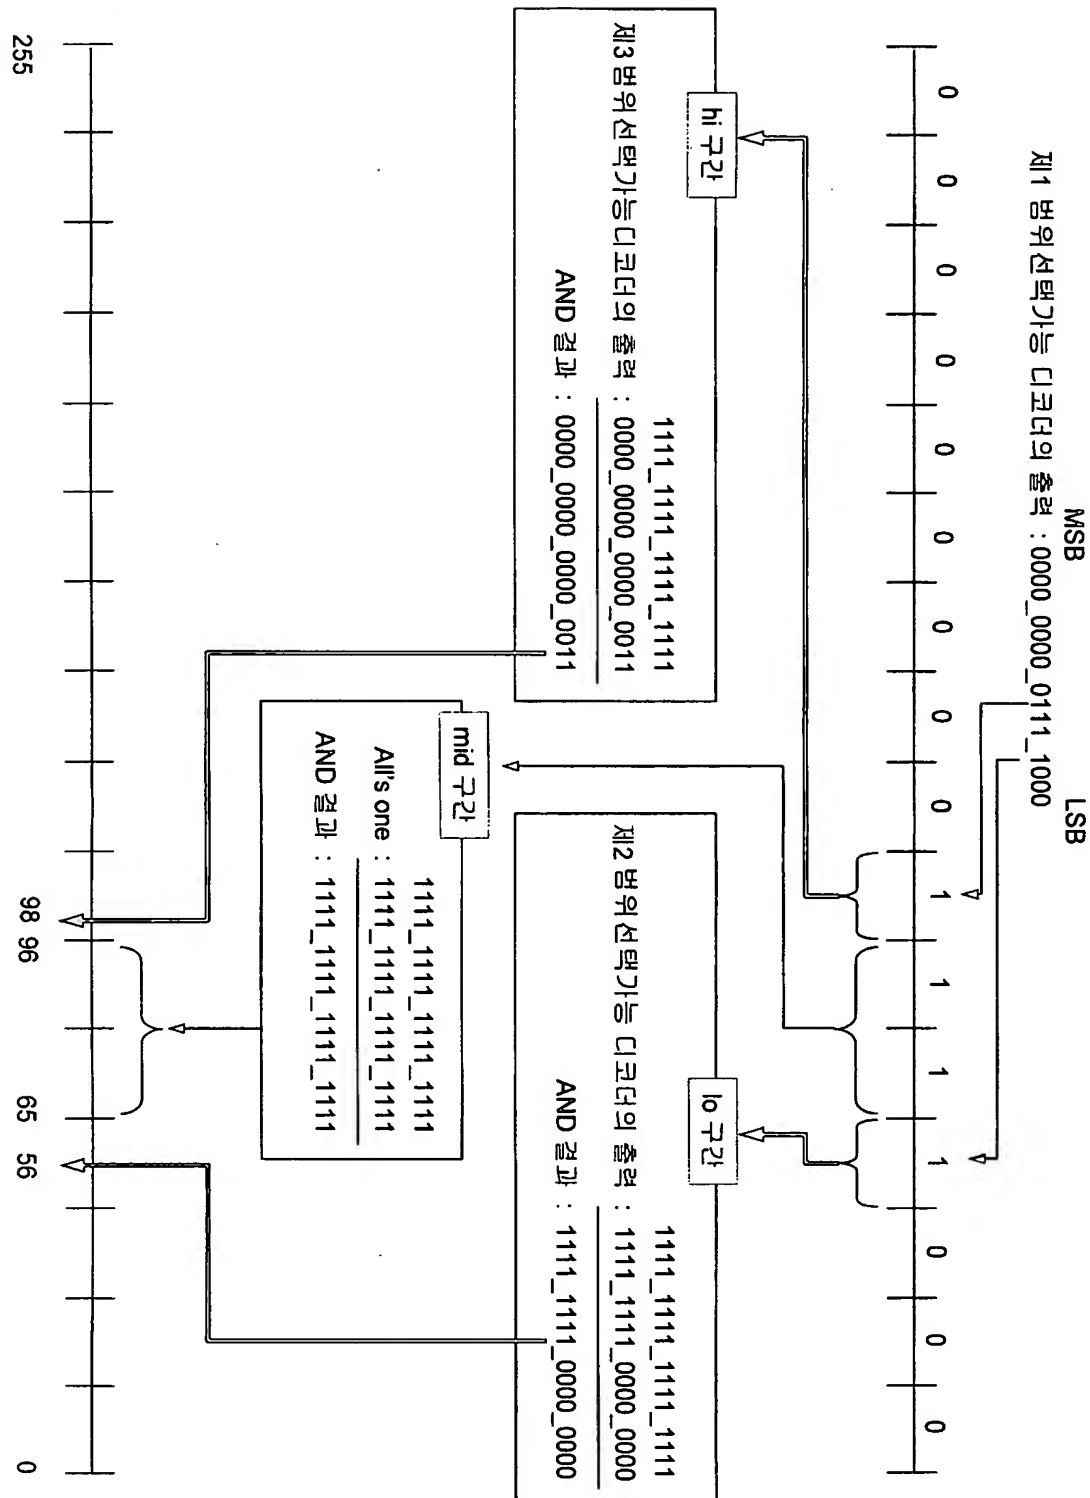 MSB
LSB
제1 범위선택가능 디코더의 출력 : 0000_0000_0111_1000
0 0 0 0 0 0 0 0 0 1 1 1 1 0 0 0
hi 구간
1111_1111_1111_1111
제3 범위선택가능디코더의 출력 : 0000_0000_0000_0011
AND 결과 : 0000_0000_0000_0011
lo 구간
1111_1111_1111_1111
제2 범위선택가능 디코더의 출력 : 1111_1111_0000_0000
AND 결과 : 1111_1111_0000_0000
mid 구간
1111_1111_1111_1111
All's one : 1111_1111_1111_1111
AND 결과 : 1111_1111_1111_1111
255
98
96
65
56
0